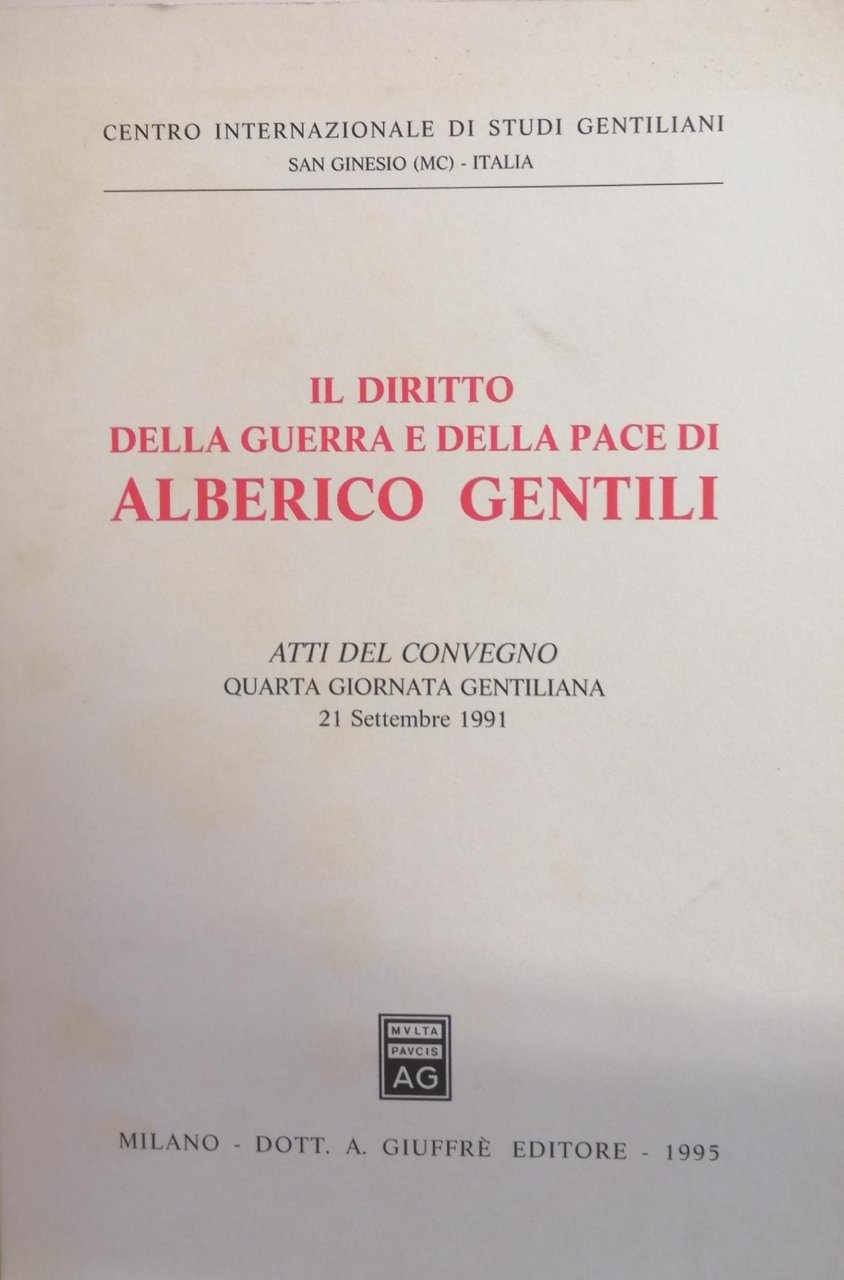 CENTRO INTERNAZIONALE DI STUDI GENTILIANI
SAN GINESIO (MC) - ITALIA
IL DIRITTO
DELLA GUERRA E DELLA PACE DI
ALBERICO GENTILI
ATTI DEL CONVEGNO
QUARTA GIORNATA GENTILIANA
21 Settembre 1991
MVLTA
PAVCIS
AG
MILANO - DOTT. A. GIUFFRÈ EDITORE - 1995